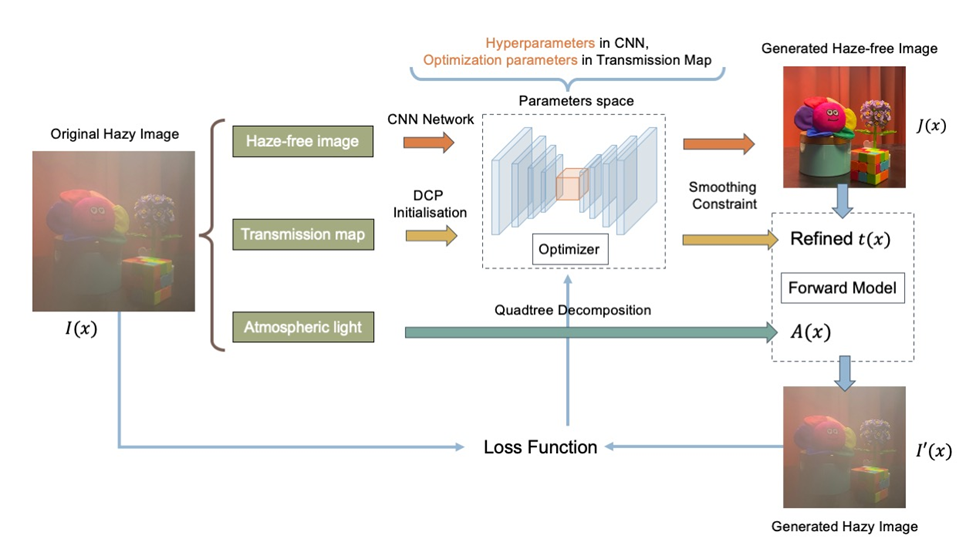 Hyperparameters in CNN,
Optimization parameters in Transmission Map
Generated Haze-free Image
Parameters space
Original Hazy Image
CNN Network
J(x)
Haze-free image
DCP
Initialisation
Smoothing
Constraint
Transmission map
Optimizer
Refined t(x)
Forward Model
Quadtree Decomposition
I(x)
Atmospheric light
A(x)
Loss Function
I′(x)
Generated Hazy Image